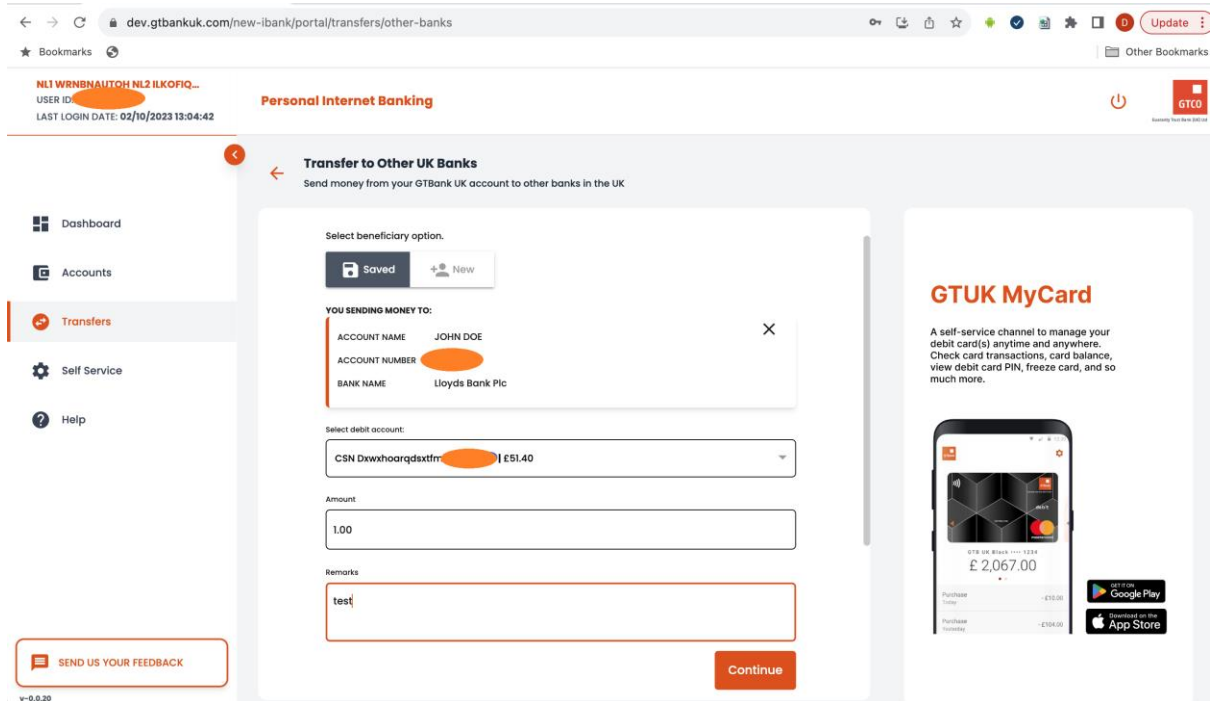 dev.gtbankuk.com/new-ibank/portal/transfers/other-banks
D
Update
Bookmarks
Other Bookmarks
NL1 WRNBNAUTOH NL2 ILKOFIQ...
USER ID:
LAST LOGIN DATE: 02/10/2023 13:04:42
Personal Internet Banking
GTCO
Transfer to Other UK Banks
Send money from your GTBank UK account to other banks in the UK
Dashboard
Accounts
Transfers
Self Service
Help
SEND US YOUR FEEDBACK
v-0.0.20
Select beneficiary option.
Saved
New
YOU SENDING MONEY TO:
ACCOUNT NAME JOHN DOE
ACCOUNT NUMBER
BANK NAME Lloyds Bank Plc
Select debit account:
CSN Dxwxhoarqdsxtfm | £51.40
Amount
1.00
Remarks
test
Continue
GTUK MyCard
A self-service channel to manage your
debit card(s) anytime and anywhere.
Check card transactions, card balance,
view debit card PIN, freeze card, and so
much more.
GTB UK Black •••• 1234
£ 2,067.00
Purchase -£10.00
Today
Purchase -£104.00
Yesterday
GET IT ON
Google Play
Download on the
App Store